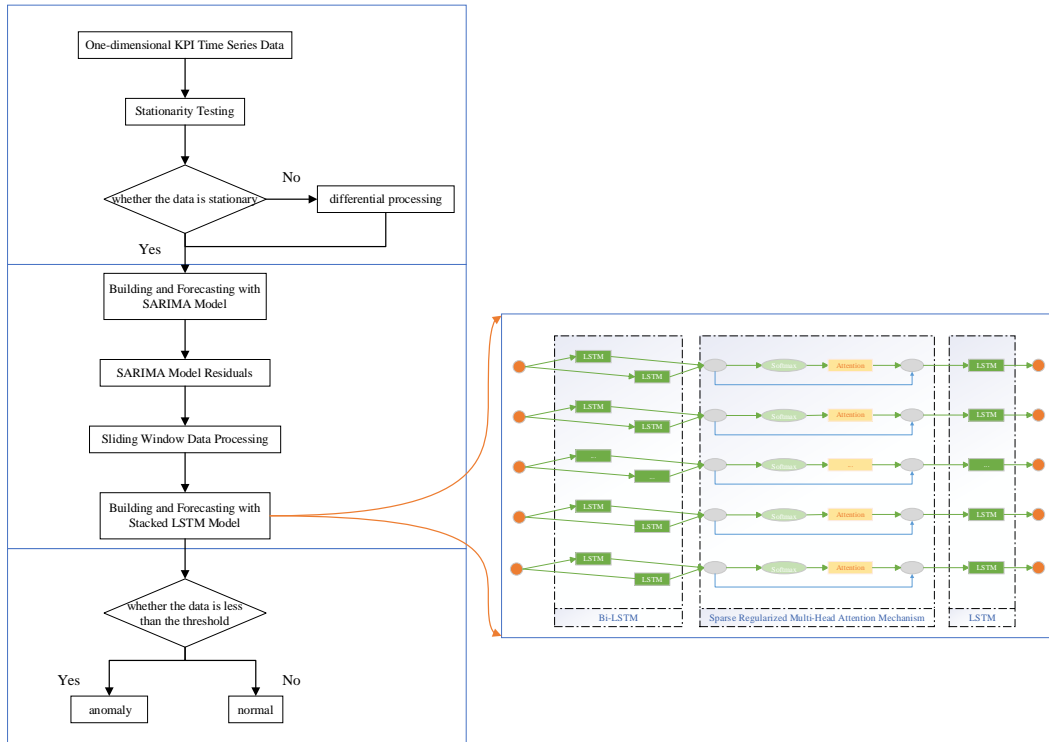 One-dimensional KPI Time Series Data
Stationarity Testing
whether the data is stationary
No
differential processing
Yes
Building and Forecasting with
SARIMA Model
SARIMA Model Residuals
Sliding Window Data Processing
Building and Forecasting with
Stacked LSTM Model
whether the data is less
than the threshold
Yes
No
anomaly
normal
LSTM
LSTM
Softmax
Attention
LSTM
LSTM
LSTM
Softmax
Attention
LSTM
...
...
Softmax
...
...
LSTM
LSTM
Softmax
Attention
LSTM
LSTM
LSTM
Softmax
Attention
LSTM
Bi-LSTM
Sparse Regularized Multi-Head Attention Mechanism
LSTM